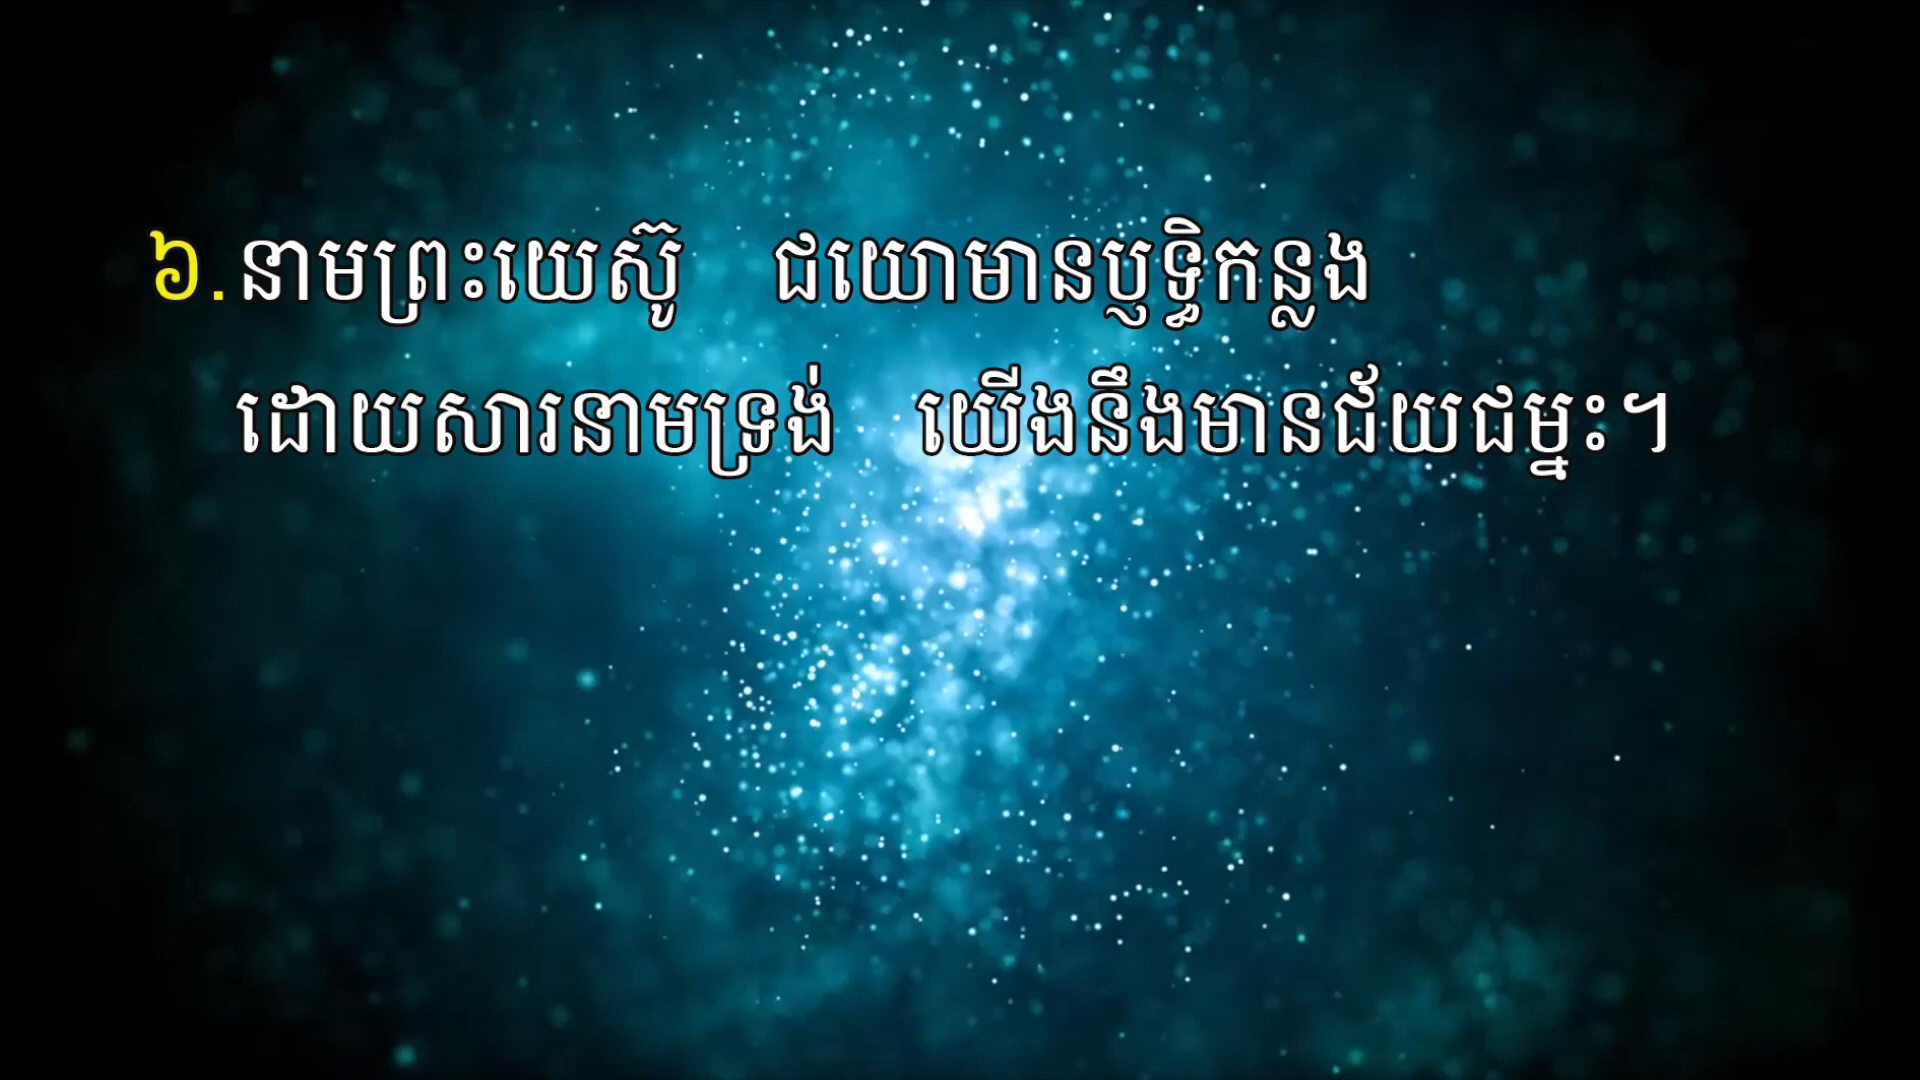 ៦.នាមព្រះយេស៊ូ ជយោមានឫទ្ធិកន្លង
ដោយសារនាមទ្រង់ យើងនឹងមានជ័យជម្នះ។